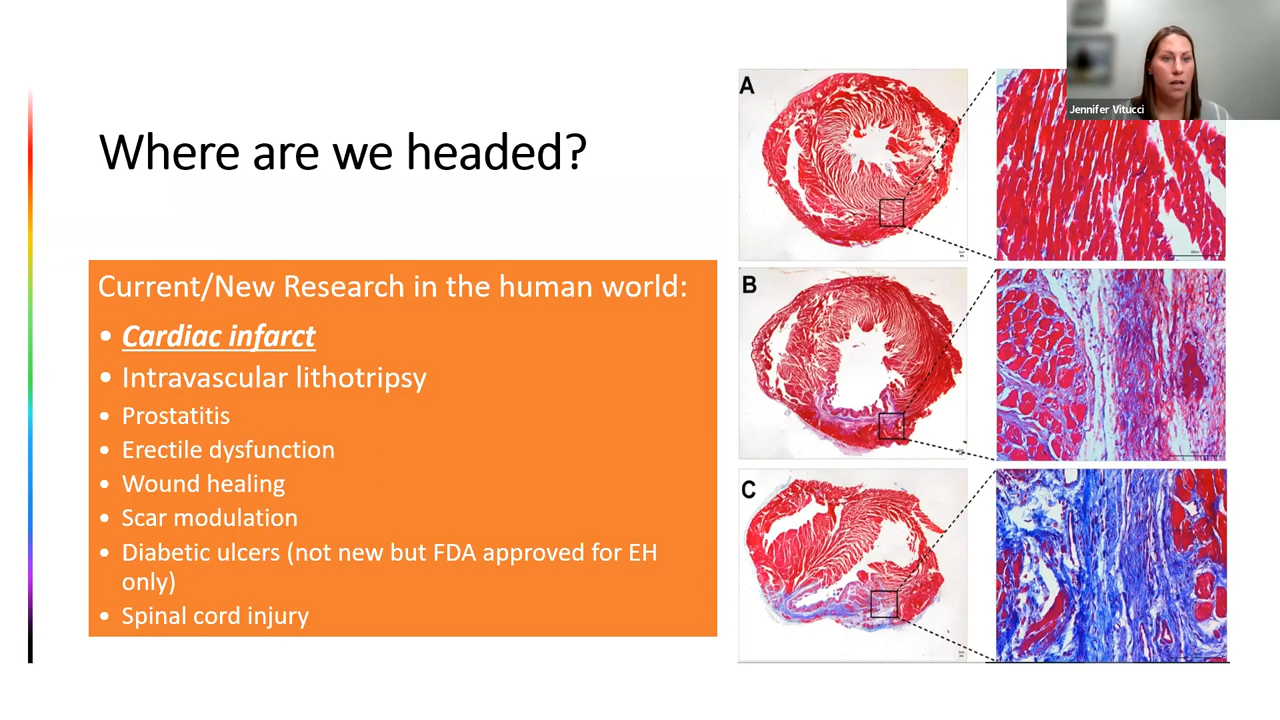 Jennifer Vitucci
Where are we headed?
Current/New Research in the human world:
• Cardiac infarct
• Intravascular lithotripsy
• Prostatitis
• Erectile dysfunction
• Wound healing
• Scar modulation
• Diabetic ulcers (not new but FDA approved for EH
only)
• Spinal cord injury
A
B
C